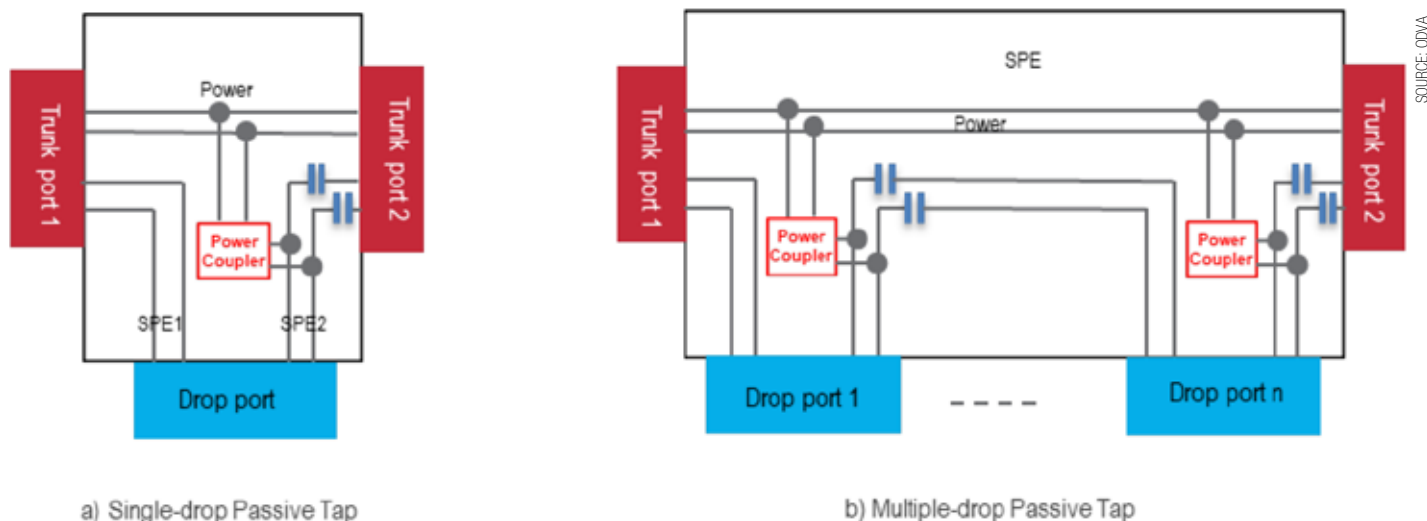 SOURCE: ODVA
Power
Trunk port 1
Trunk port 2
Power
Coupler
SPE1
SPE2
Drop port
a) Single-drop Passive Tap
SPE
Power
Trunk port 1
Trunk port 2
Power
Coupler
Power
Coupler
Drop port 1
Drop port n
b) Multiple-drop Passive Tap